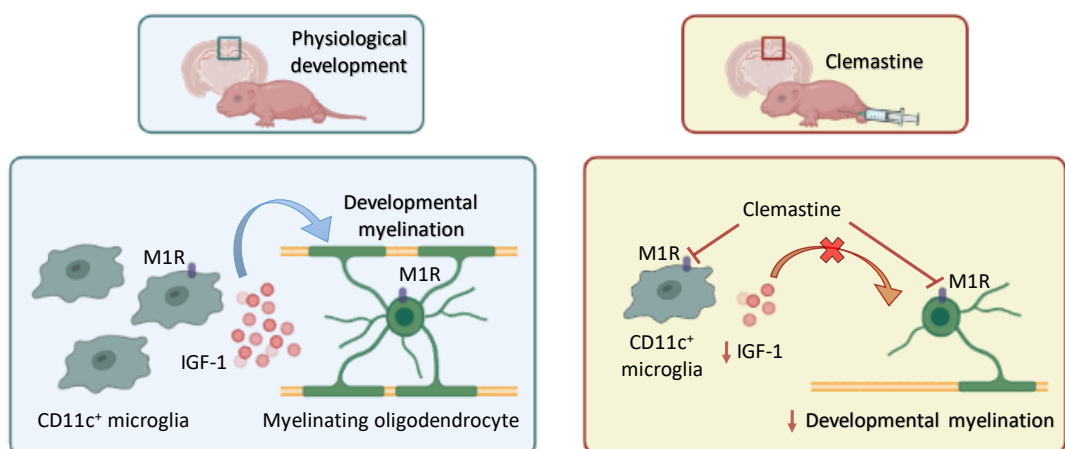 Physiological
development
Clemastine
Developmental
myelination
M1R
M1R
IGF-1
CD11c⁺ microglia
Myelinating oligodendrocyte
Clemastine
M1R
M1R
CD11c⁺
microglia
↓ IGF-1
↓ Developmental myelination